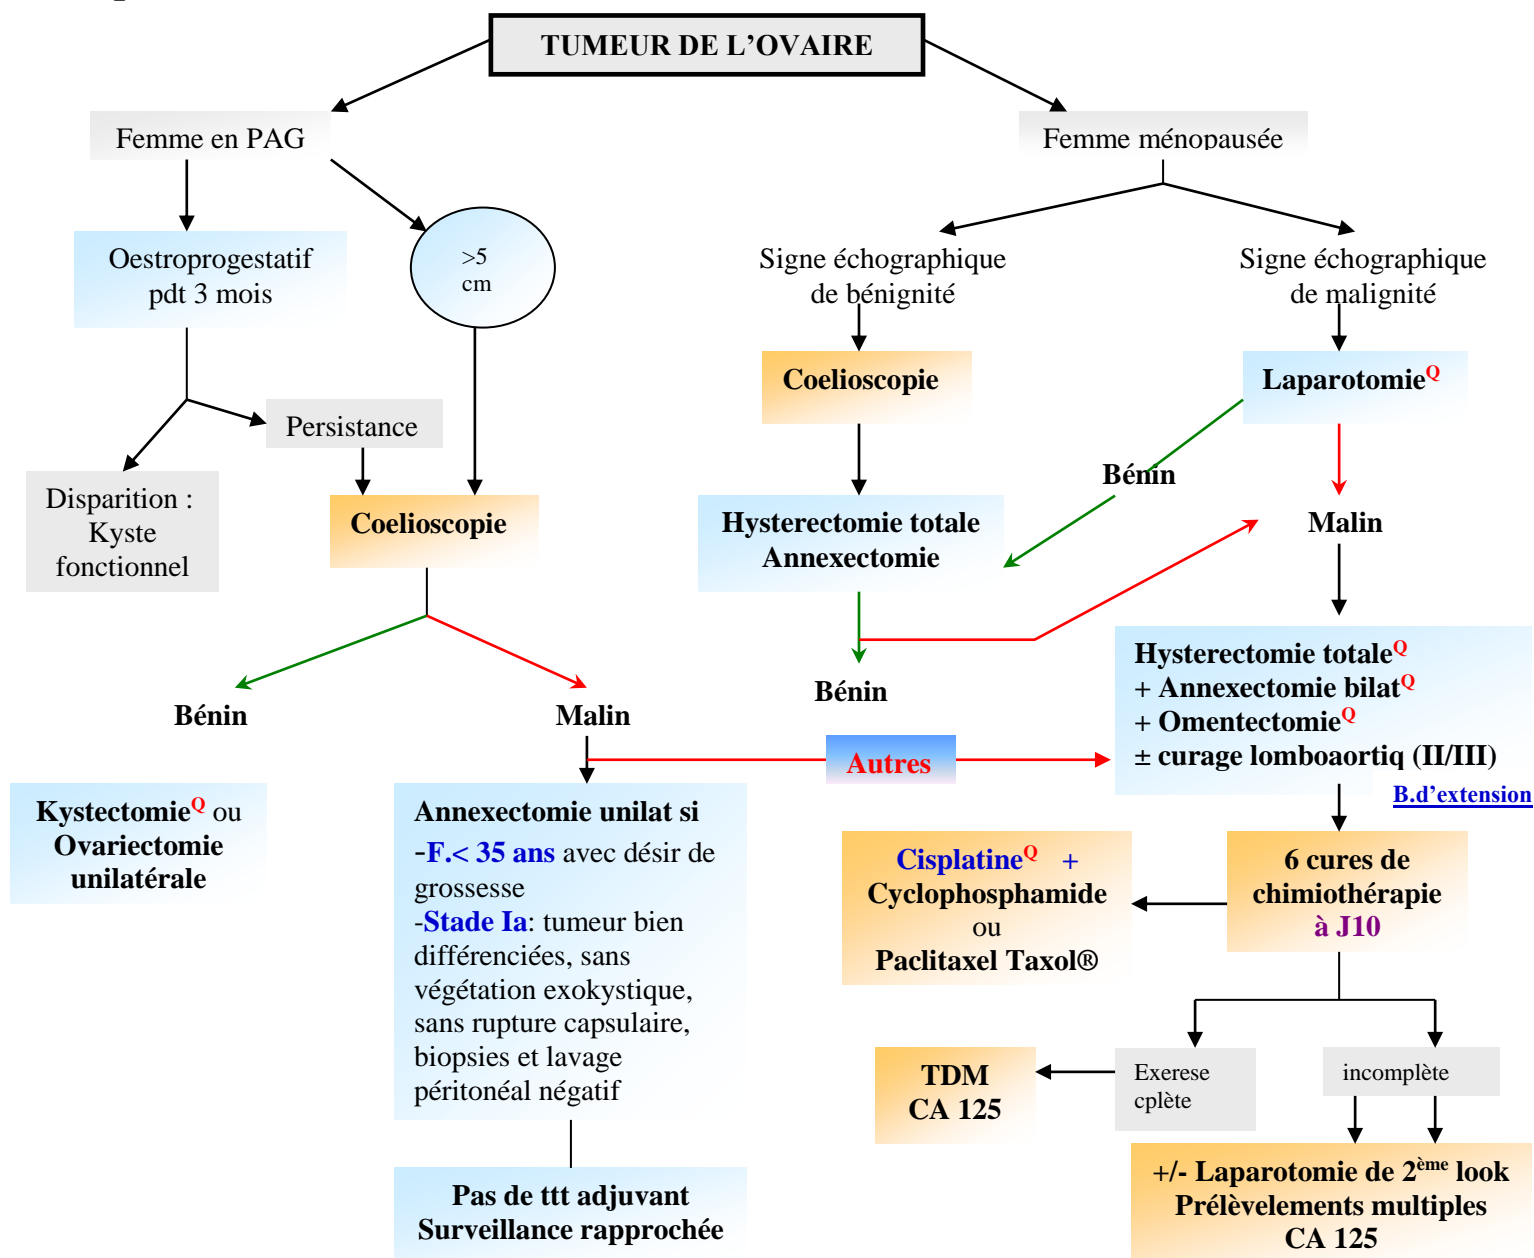 TUMEUR DE L’OVAIRE
Femme en PAG
Femme ménopausée
Oestroprogestatif
pdt 3 mois
>5
cm
Signe échographique
de bénignité
Signe échographique
de malignité
Coelioscopie
LaparotomieQ
Persistance
Disparition :
Kyste
fonctionnel
Coelioscopie
Bénin
Hysterectomie totale
Annexectomie
Malin
Bénin
Malin
Bénin
Hysterectomie totaleQ
+ Annexectomie bilatQ
+ OmentectomieQ
± curage lomboaortiq (II/III)
Autres
B.d’extension
KystectomieQ ou
Ovariectomie
unilatérale
Annexectomie unilat si
-F.< 35 ans avec désir de
grossesse
-Stade Ia: tumeur bien
différenciées, sans
végétation exokystique,
sans rupture capsulaire,
biopsies et lavage
péritonéal négatif
CisplatineQ +
Cyclophosphamide
ou
Paclitaxel Taxol®
6 cures de
chimiothérapie
à J10
TDM
CA 125
Exerese
cplète
incomplète
Pas de ttt adjuvant
Surveillance rapprochée
+/- Laparotomie de 2ème look
Prélèvelements multiples
CA 125